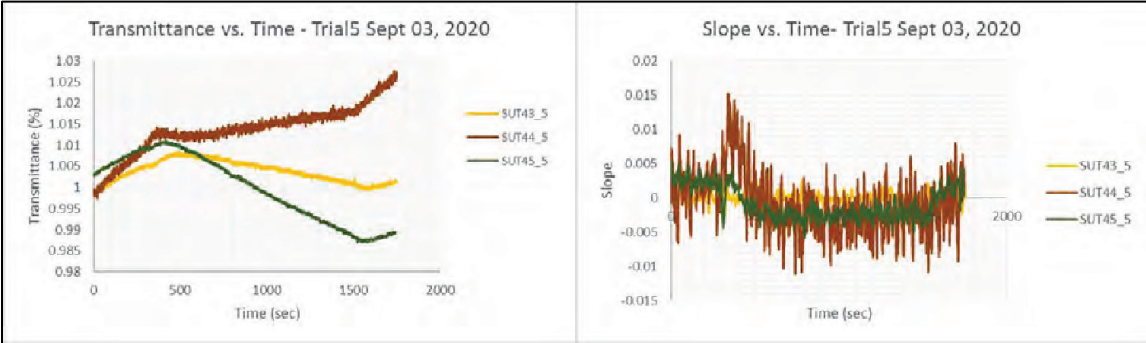 Transmittance vs. Time - Trial5 Sept 03, 2020
1.03
1.025
1.02
1.015
1.01
1.005
1
0.995
0.99
0.985
0.98
Transmittance (%)
0
500
1000
1500
2000
Time (sec)
SUT43_5
SUT44_5
SUT45_5
Slope vs. Time- Trial5 Sept 03, 2020
0.02
0.015
0.01
0.005
0
-0.005
-0.01
-0.015
Slope
0
2000
Time (sec)
SUT43_5
SUT44_5
SUT45_5